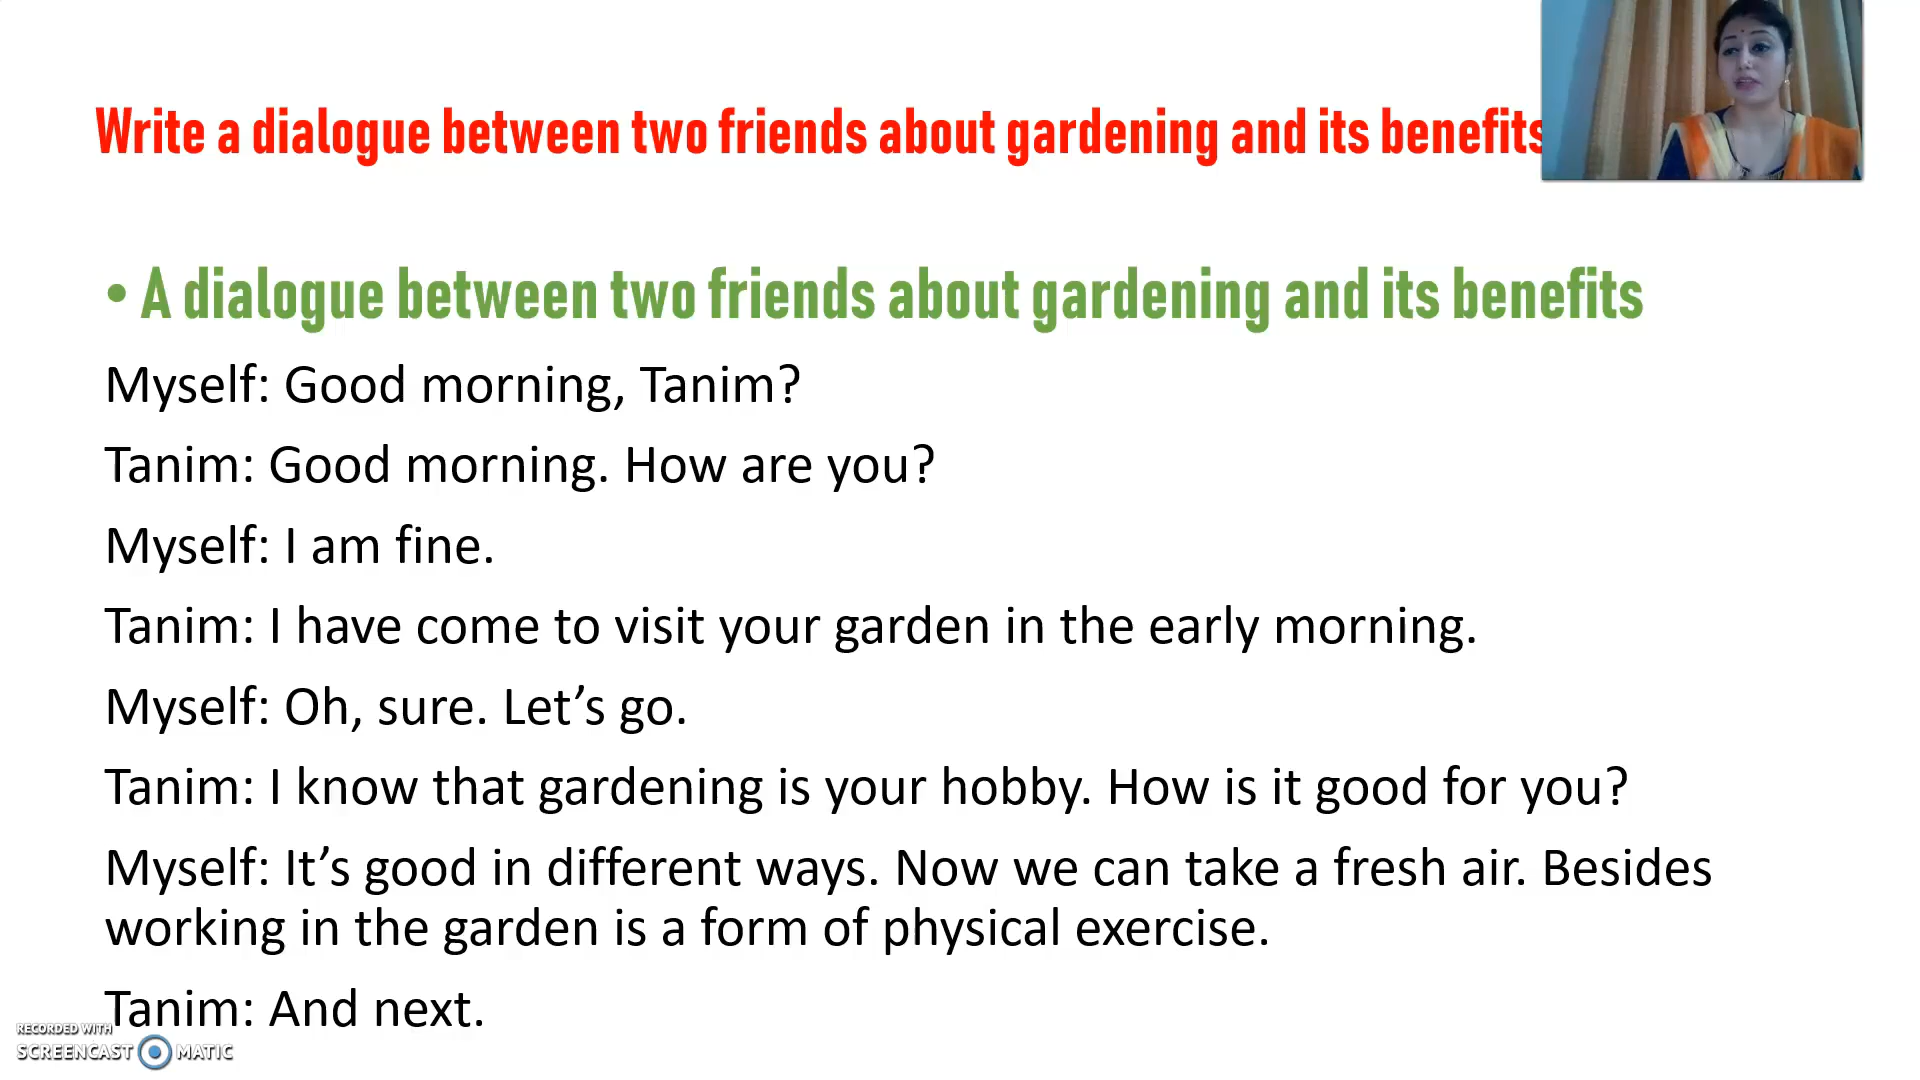 Write a dialogue between two friends about gardening and its benefits
• A dialogue between two friends about gardening and its benefits
Myself: Good morning, Tanim?
Tanim: Good morning. How are you?
Myself: I am fine.
Tanim: I have come to visit your garden in the early morning.
Myself: Oh, sure. Let’s go.
Tanim: I know that gardening is your hobby. How is it good for you?
Myself: It’s good in different ways. Now we can take a fresh air. Besides
working in the garden is a form of physical exercise.
Tanim: And next.
RECORDED WITH
SCREENCAST MATIC